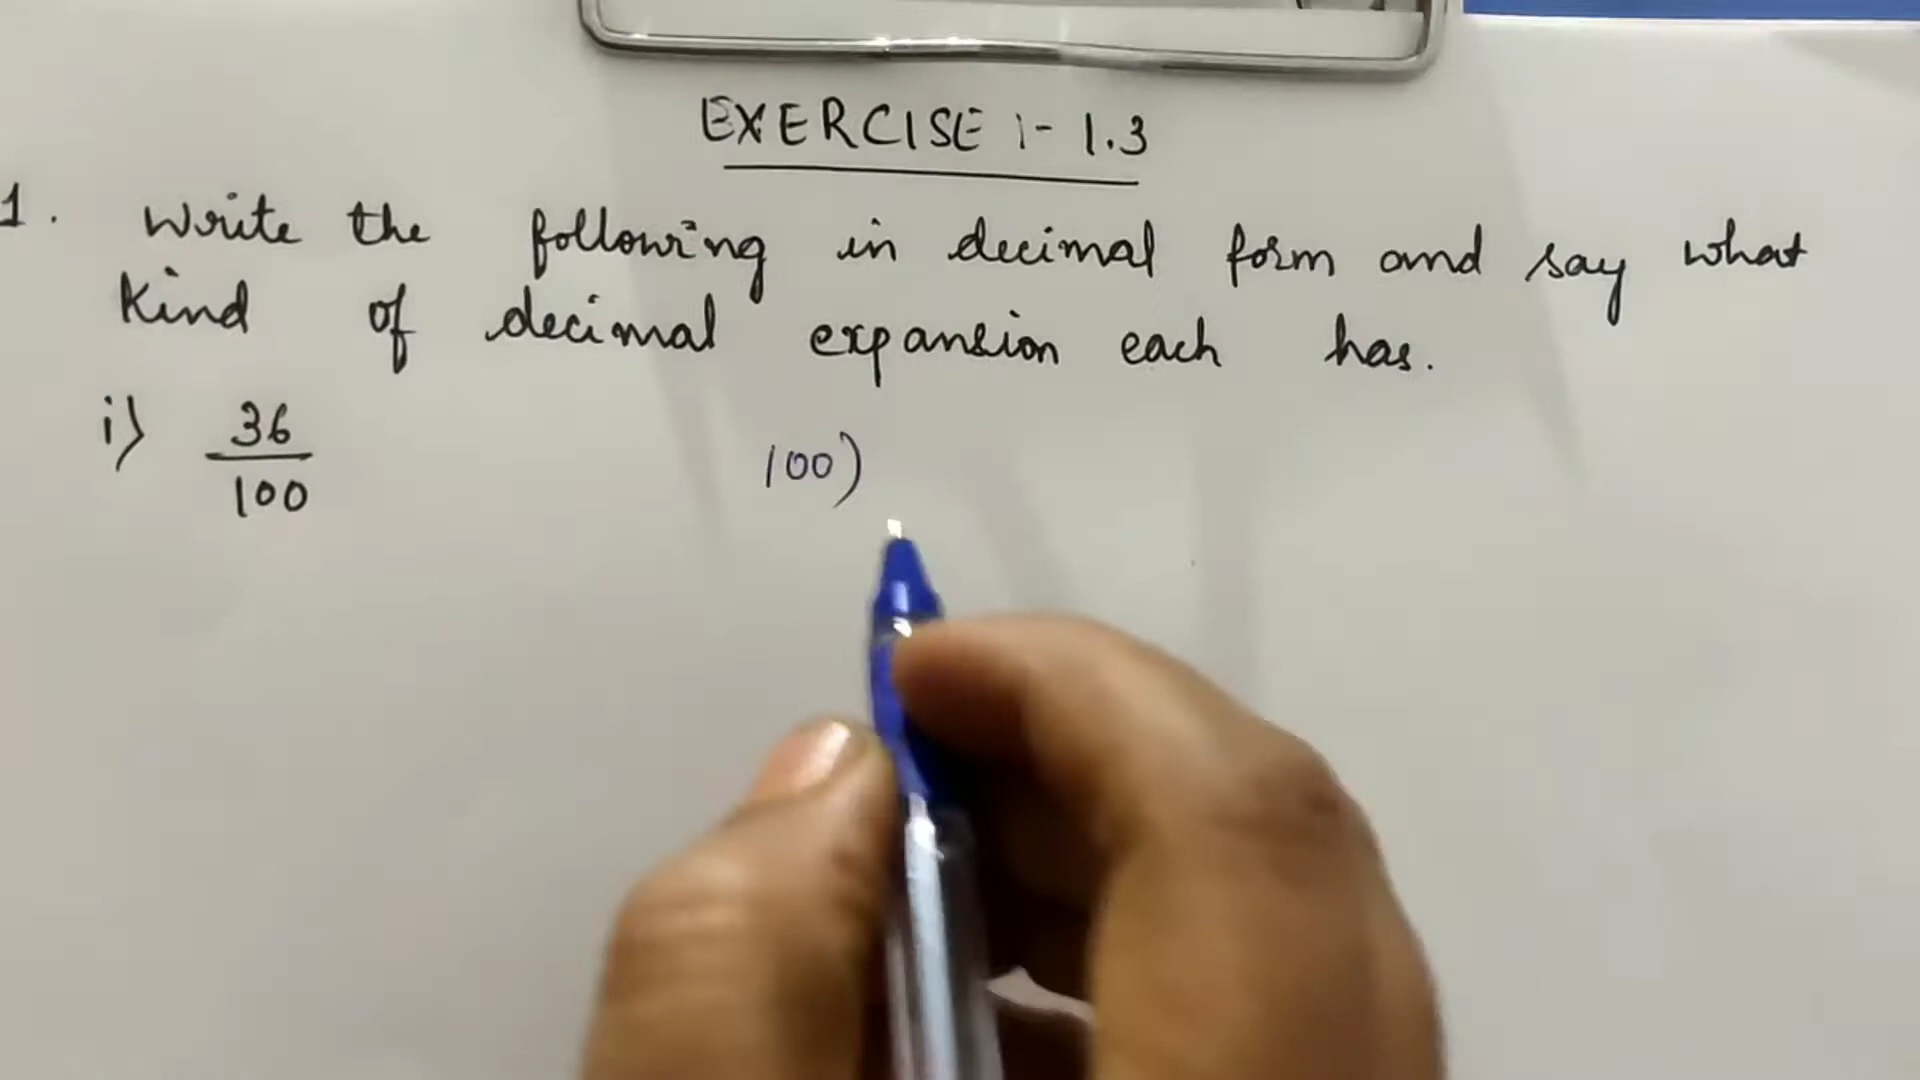 EXERCISE :- 1.3
1. Write the following in decimal form and say what
kind of decimal expansion each has.
i) 36
100
100)